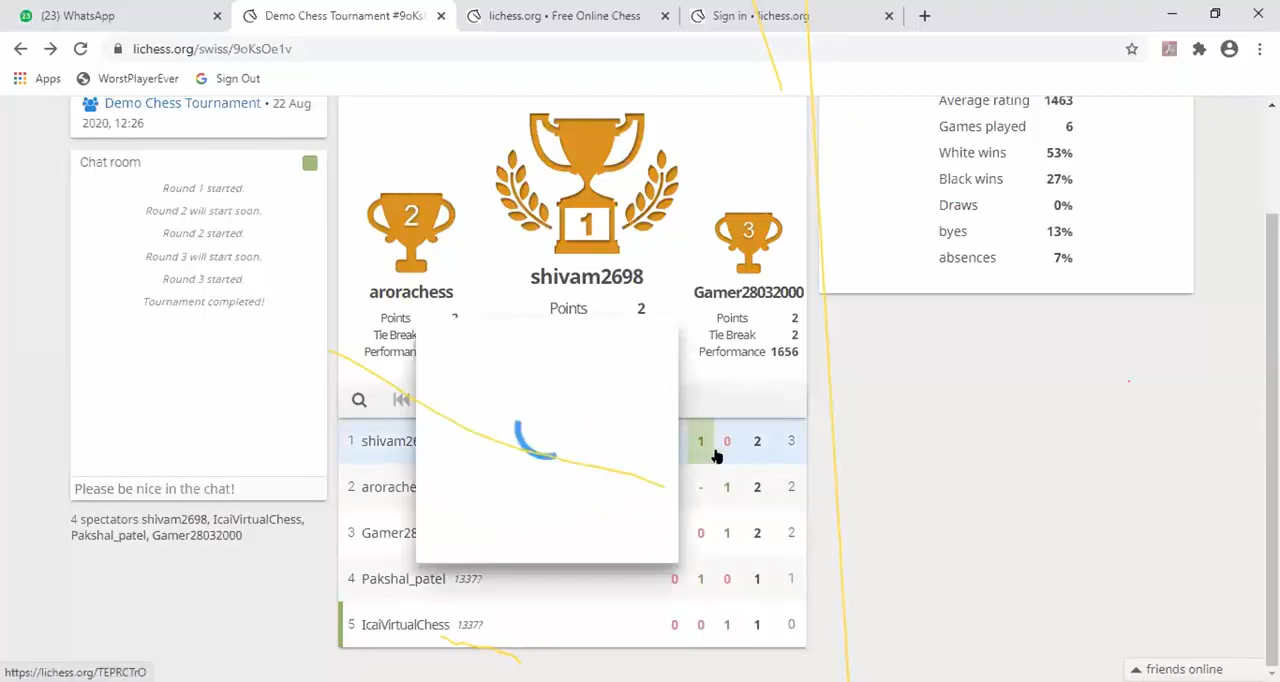 (23) WhatsApp
Demo Chess Tournament #9oKs
lichess.org • Free Online Chess
Sign in • lichess.org
lichess.org/swiss/9oKsOe1v
Apps
WorstPlayerEver
Sign Out
Demo Chess Tournament • 22 Aug
2020, 12:26
Chat room
Round 1 started.
Round 2 will start soon.
Round 2 started.
Round 3 will start soon.
Round 3 started.
Tournament completed!
Please be nice in the chat!
4 spectators shivam2698, IcaiVirtualChess,
Pakshal_patel, Gamer28032000
2
1
3
arorachess
shivam2698
Gamer28032000
Points
Tie Break
Performan
Points 2
Points 2
Tie Break 2
Performance 1656
1 shivam26 1 0 2 3
2 arorache - 1 2 2
3 Gamer28 0 1 2 2
4 Pakshal_patel 1337? 0 1 0 1 1
5 IcaiVirtualChess 1337? 0 0 1 1 0
Average rating 1463
Games played 6
White wins 53%
Black wins 27%
Draws 0%
byes 13%
absences 7%
https://lichess.org/TEPRCTrO
friends online